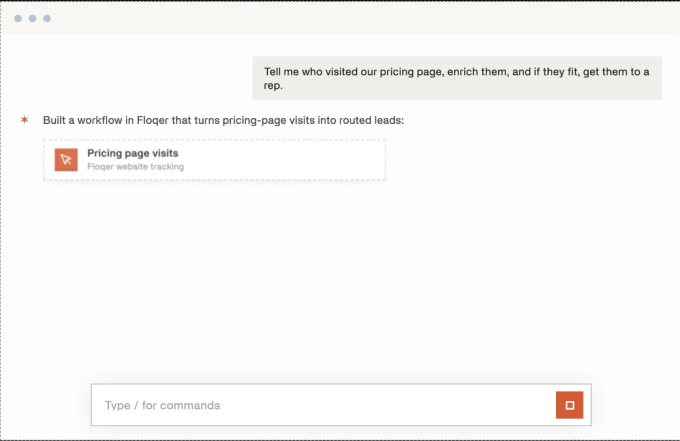 Tell me who visited our pricing page, enrich them, and if they fit, get them to a
rep.
Built a workflow in Floqer that turns pricing-page visits into routed leads:
Pricing page visits
Floqer website tracking
Type / for commands